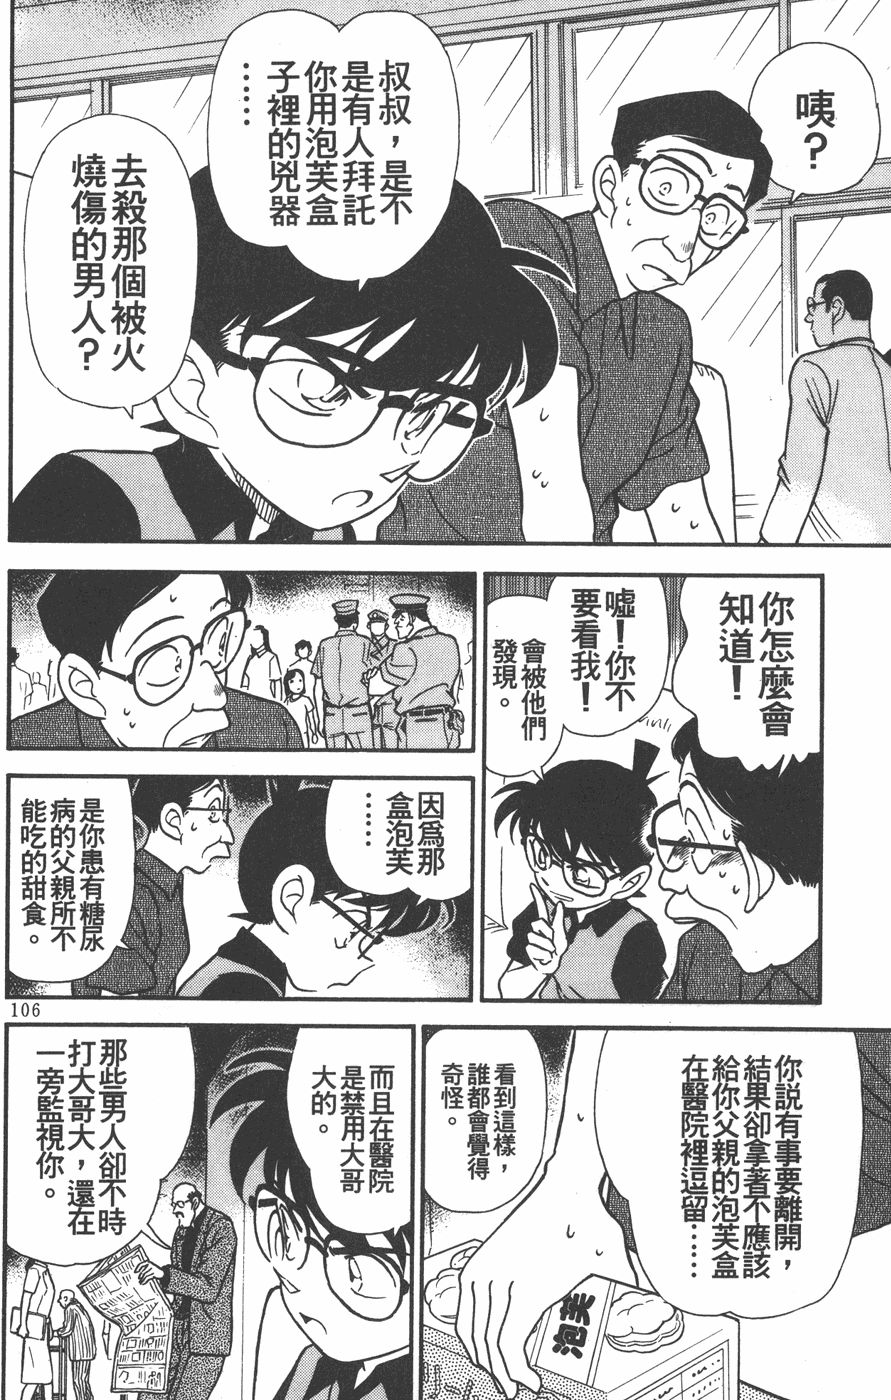 咦？
叔叔，是不
是有人拜託
你用泡芙盒
子裡的兇器
……
去殺那個被火
燒傷的男人？
你怎麼會
知道！
噓！你不
要看我！
會被他們
發現。
因為那
盒泡芙
……
是你患有糖尿
病的父親所不
能吃的甜食。
106
你說有事要離開，
結果卻拿著不應該
給你父親的泡芙盒
在醫院裡逗留……
看到這樣，
誰都會覺得
奇怪。
泡芙
而且在醫院
是禁用大哥
大的。
那些男人卻不時
打大哥大，還在
一旁監視你。